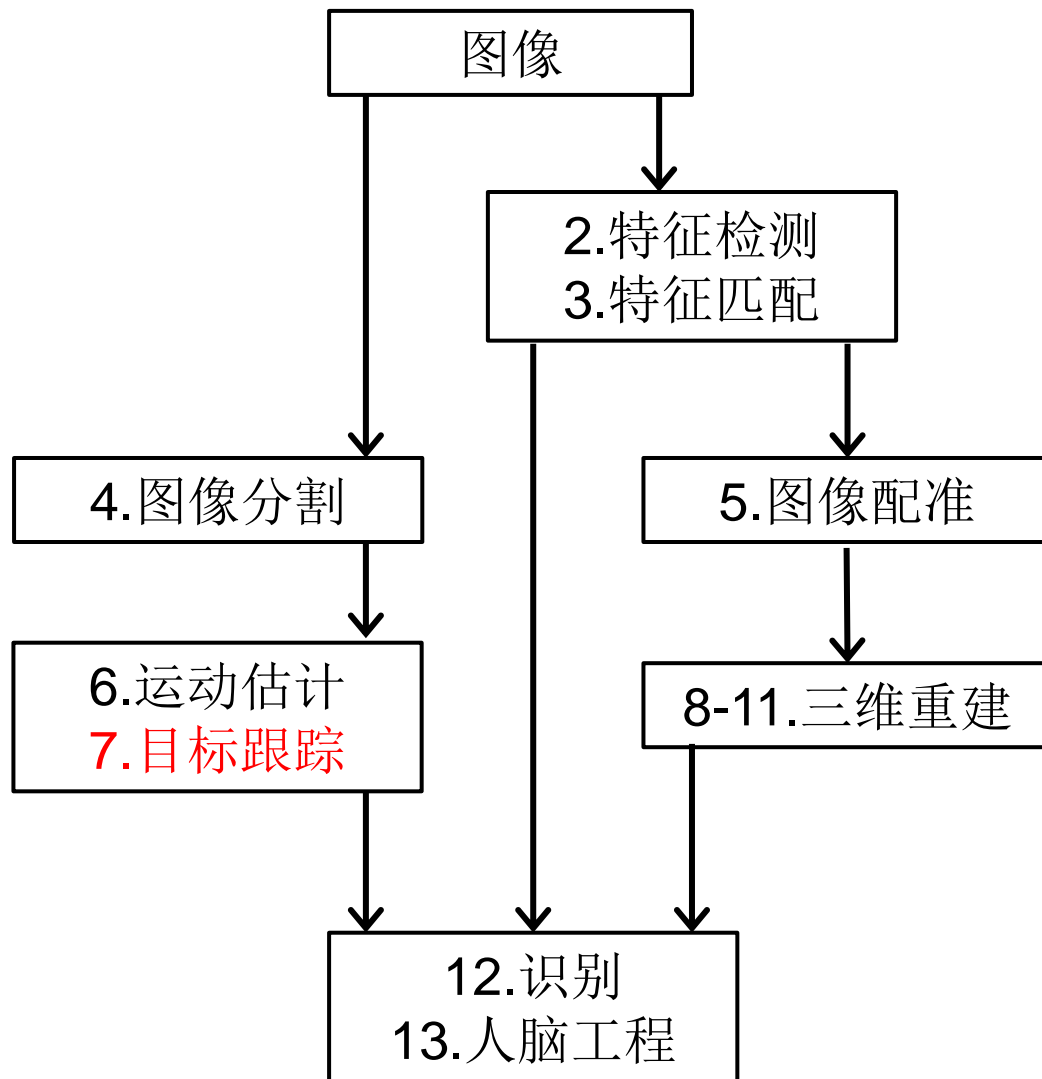 图像
2.特征检测
3.特征匹配
4.图像分割
5.图像配准
6.运动估计
7.目标跟踪
8-11.三维重建
12.识别
13.人脑工程